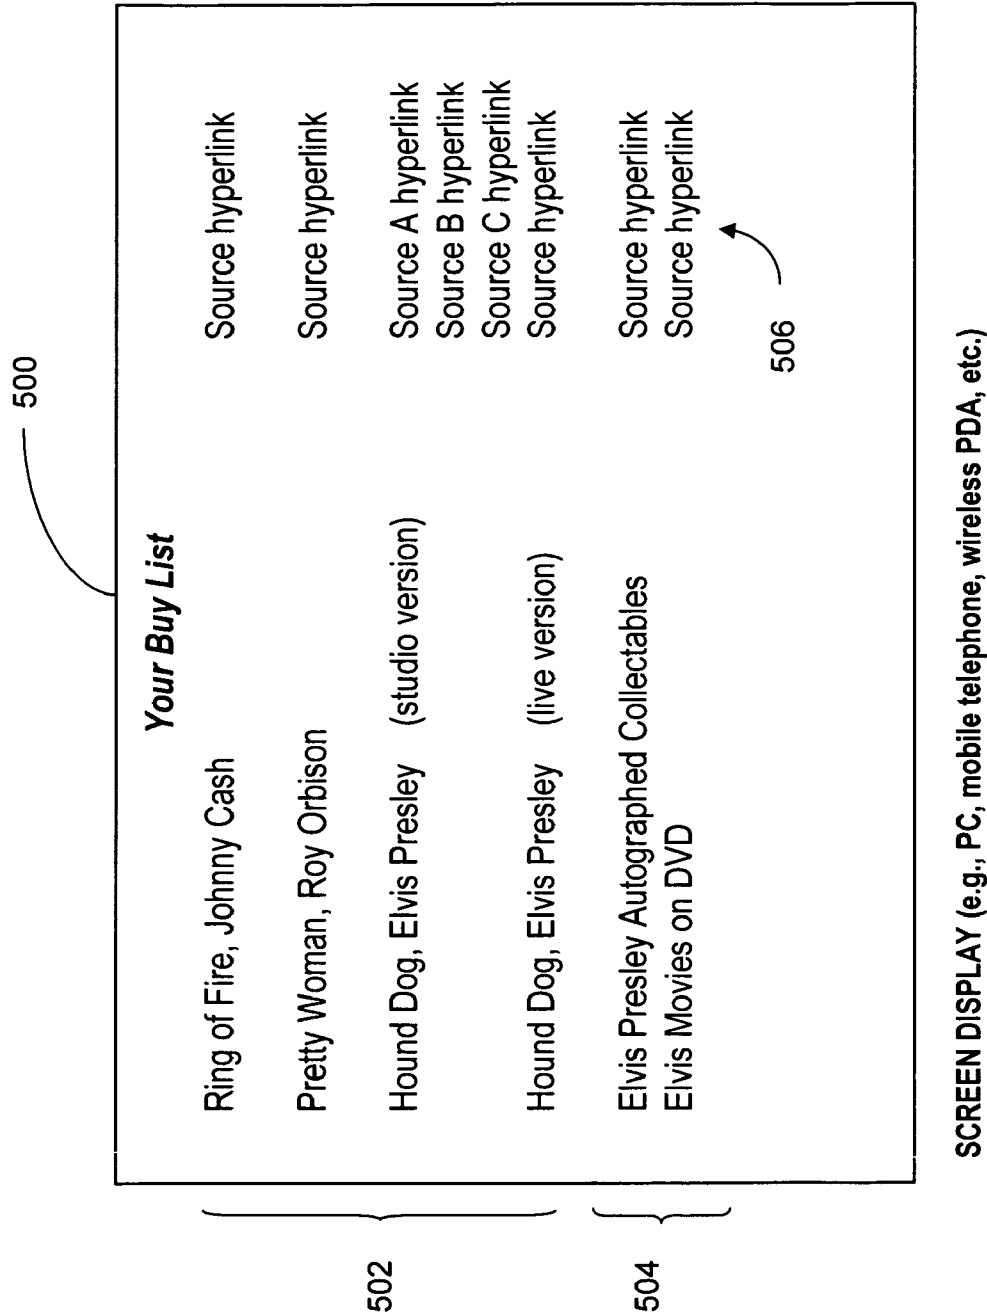 500
Your Buy List
Ring of Fire, Johnny Cash Source hyperlink
Pretty Woman, Roy Orbison Source hyperlink
Hound Dog, Elvis Presley (studio version) Source A hyperlink
Source B hyperlink
Source C hyperlink
Hound Dog, Elvis Presley (live version) Source hyperlink
Elvis Presley Autographed Collectables Source hyperlink
Elvis Movies on DVD Source hyperlink
502
504
506
SCREEN DISPLAY (e.g., PC, mobile telephone, wireless PDA, etc.)